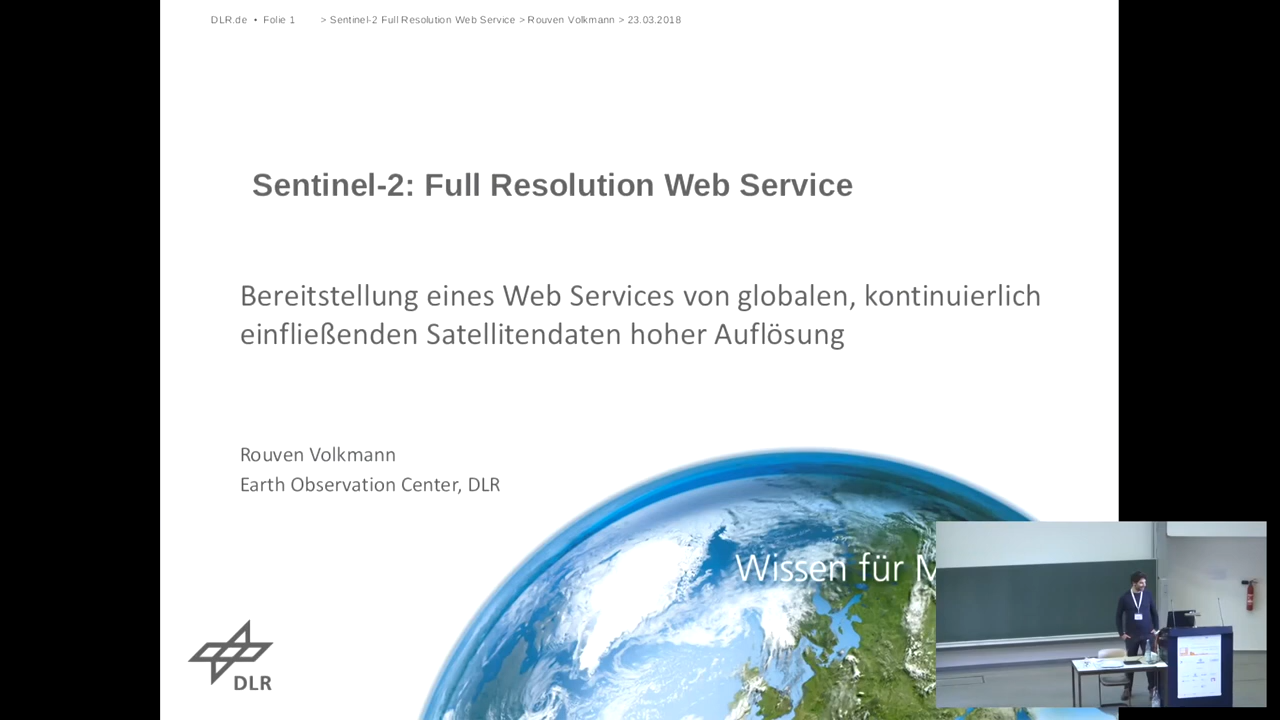 DLR.de • Folie 1 > Sentinel-2 Full Resolution Web Service > Rouven Volkmann > 23.03.2018
Sentinel-2: Full Resolution Web Service
Bereitstellung eines Web Services von globalen, kontinuierlich
einfließenden Satellitendaten hoher Auflösung
Rouven Volkmann
Earth Observation Center, DLR
Wissen für
DLR